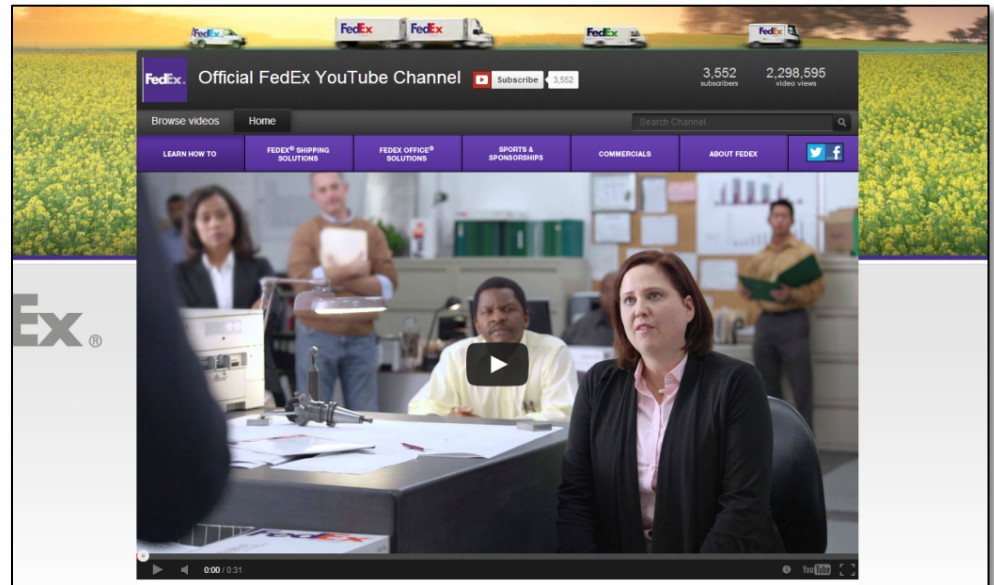 FedEx
FedEx FedEx
FedEx
FedEx
FedEx®
Official FedEx YouTube Channel
Subscribe 3,552
3,552
subscribers
2,298,595
video views
Browse videos Home
Search Channel
LEARN HOW TO
FEDEX® SHIPPING
SOLUTIONS
FEDEX OFFICE®
SOLUTIONS
SPORTS &
SPONSORSHIPS
COMMERCIALS
ABOUT FEDEX
Ex®
FedEx
0:00 / 0:31
YouTube